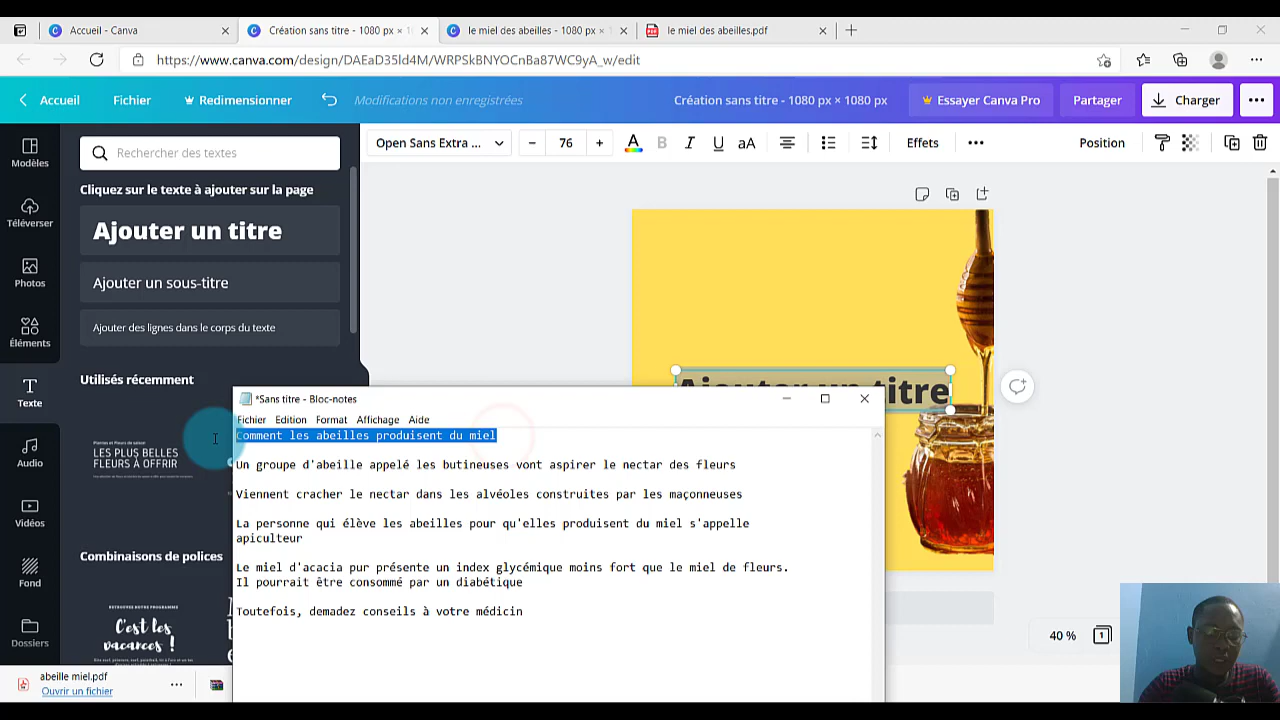 Accueil - Canva
Création sans titre - 1080 px × 1
le miel des abeilles - 1080 px ×
le miel des abeilles.pdf
https://www.canva.com/design/DAEaD35ld4M/WRPSkBNYOCnBa87WC9yA_w/edit
Accueil
Fichier
Redimensionner
Modifications non enregistrées
Création sans titre - 1080 px × 1080 px
Essayer Canva Pro
Partager
Charger
Open Sans Extra ...
76
A
B
I
U
aA
Effets
Position
Modèles
Téléverser
Photos
Éléments
Texte
Audio
Vidéos
Fond
Dossiers
Rechercher des textes
Cliquez sur le texte à ajouter sur la page
Ajouter un titre
Ajouter un sous-titre
Ajouter des lignes dans le corps du texte
Utilisés récemment
LES PLUS BELLES
FLEURS À OFFRIR
Combinaisons de polices
RETROUVEZ NOTRE PROGRAMME
C'est les
vacances !
Ajouter un titre
*Sans titre - Bloc-notes
Fichier Edition Format Affichage Aide
Comment les abeilles produisent du miel
Un groupe d'abeille appelé les butineuses vont aspirer le nectar des fleurs
Viennent cracher le nectar dans les alvéoles construites par les maçonneuses
La personne qui élève les abeilles pour qu'elles produisent du miel s'appelle
apiculteur
Le miel d'acacia pur présente un index glycémique moins fort que le miel de fleurs.
Il pourrait être consommé par un diabétique
Toutefois, demadez conseils à votre médicin
40 %
1
abeille miel.pdf
Ouvrir un fichier